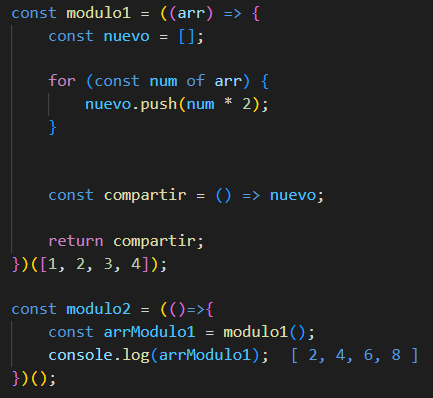 const modulo1 = ((arr) => {
    const nuevo = [];
    for (const num of arr) {
        nuevo.push(num * 2);
    }
    const compartir = () => nuevo;
    return compartir;
})([1, 2, 3, 4]);
const modulo2 = (()=>{
    const arrModulo1 = modulo1();
    console.log(arrModulo1);  [ 2, 4, 6, 8 ]
})();